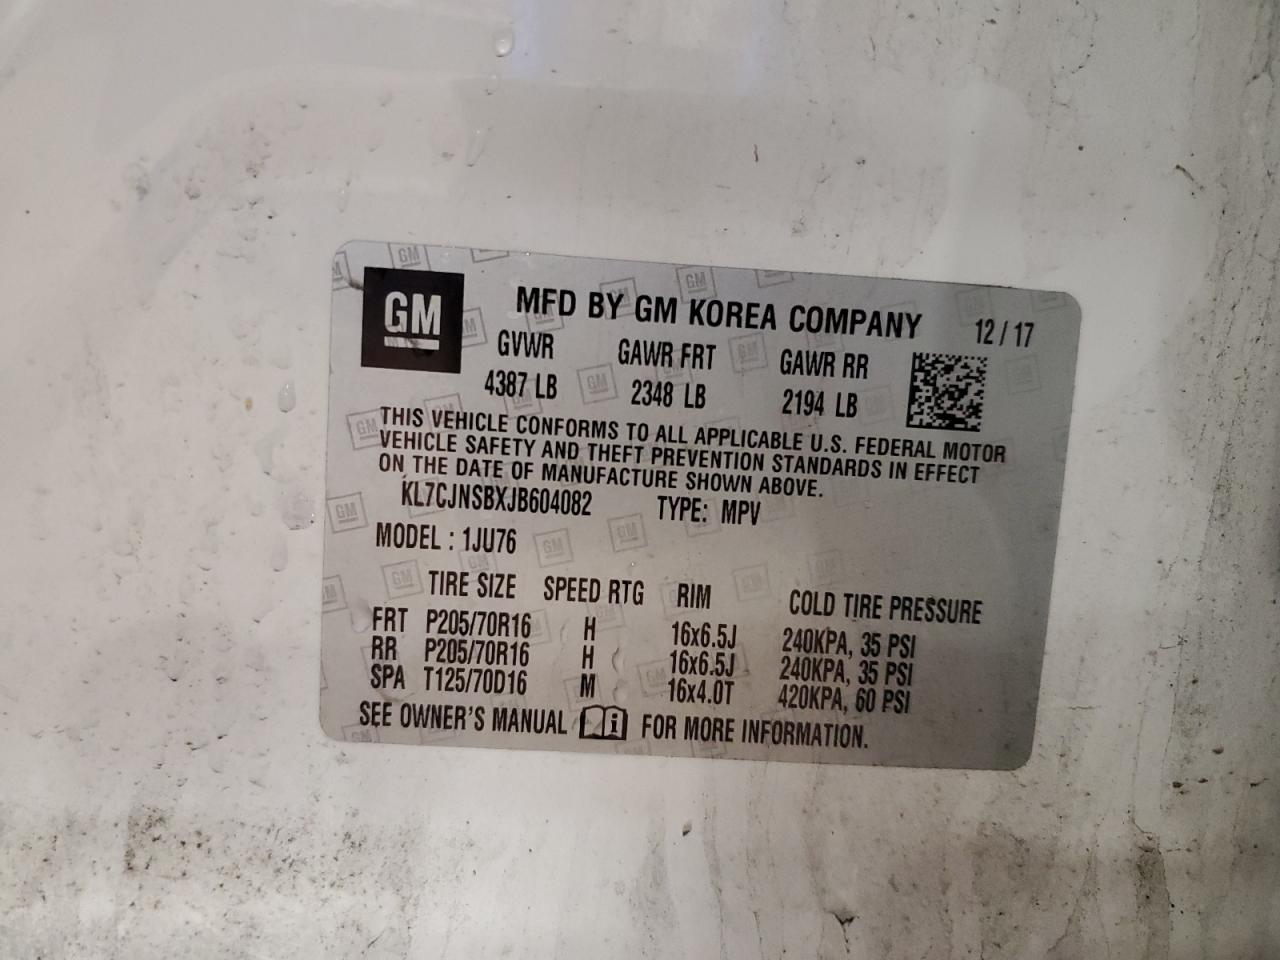 GM
MFD BY GM KOREA COMPANY 12/17
GVWR GAWR FRT GAWR RR
4387 LB 2348 LB 2194 LB
THIS VEHICLE CONFORMS TO ALL APPLICABLE U.S. FEDERAL MOTOR
VEHICLE SAFETY AND THEFT PREVENTION STANDARDS IN EFFECT
ON THE DATE OF MANUFACTURE SHOWN ABOVE.
KL7CJNSBXJB604082 TYPE: MPV
MODEL : 1JU76
TIRE SIZE SPEED RTG RIM COLD TIRE PRESSURE
FRT P205/70R16 H 16x6.5J 240KPA, 35 PSI
RR P205/70R16 H 16x6.5J 240KPA, 35 PSI
SPA T125/70D16 M 16x4.0T 420KPA, 60 PSI
SEE OWNER'S MANUAL i FOR MORE INFORMATION.